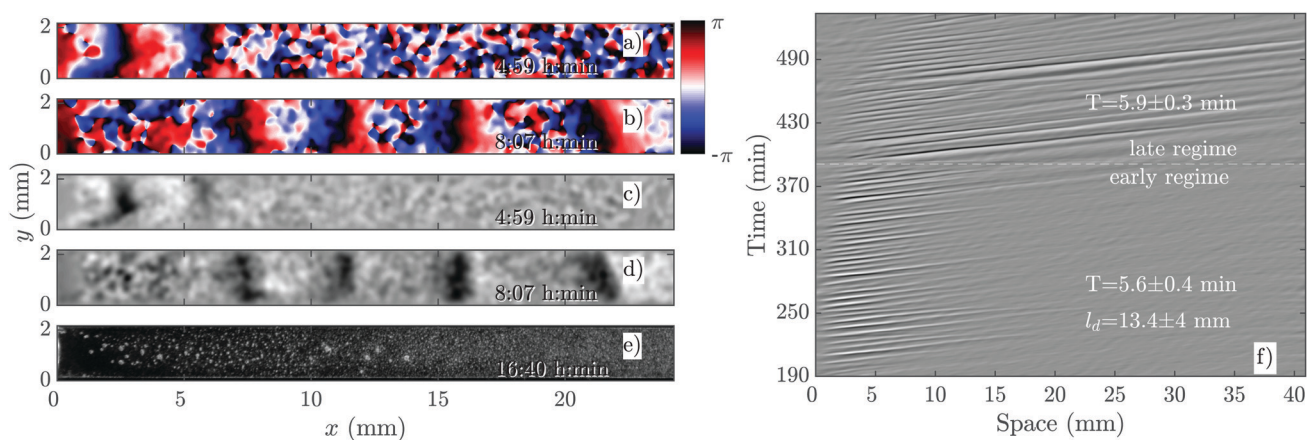 2
0
a)
4:59 h:min
π
-π
2
0
b)
8:07 h:min
2
0
c)
4:59 h:min
2
0
d)
8:07 h:min
2
0
e)
16:40 h:min
y (mm)
0 5 10 15 20
x (mm)
490
430
370
310
250
190
Time (min)
T=5.9±0.3 min
late regime
early regime
T=5.6±0.4 min
l_d=13.4±4 mm
f)
0 5 10 15 20 25 30 35 40
Space (mm)